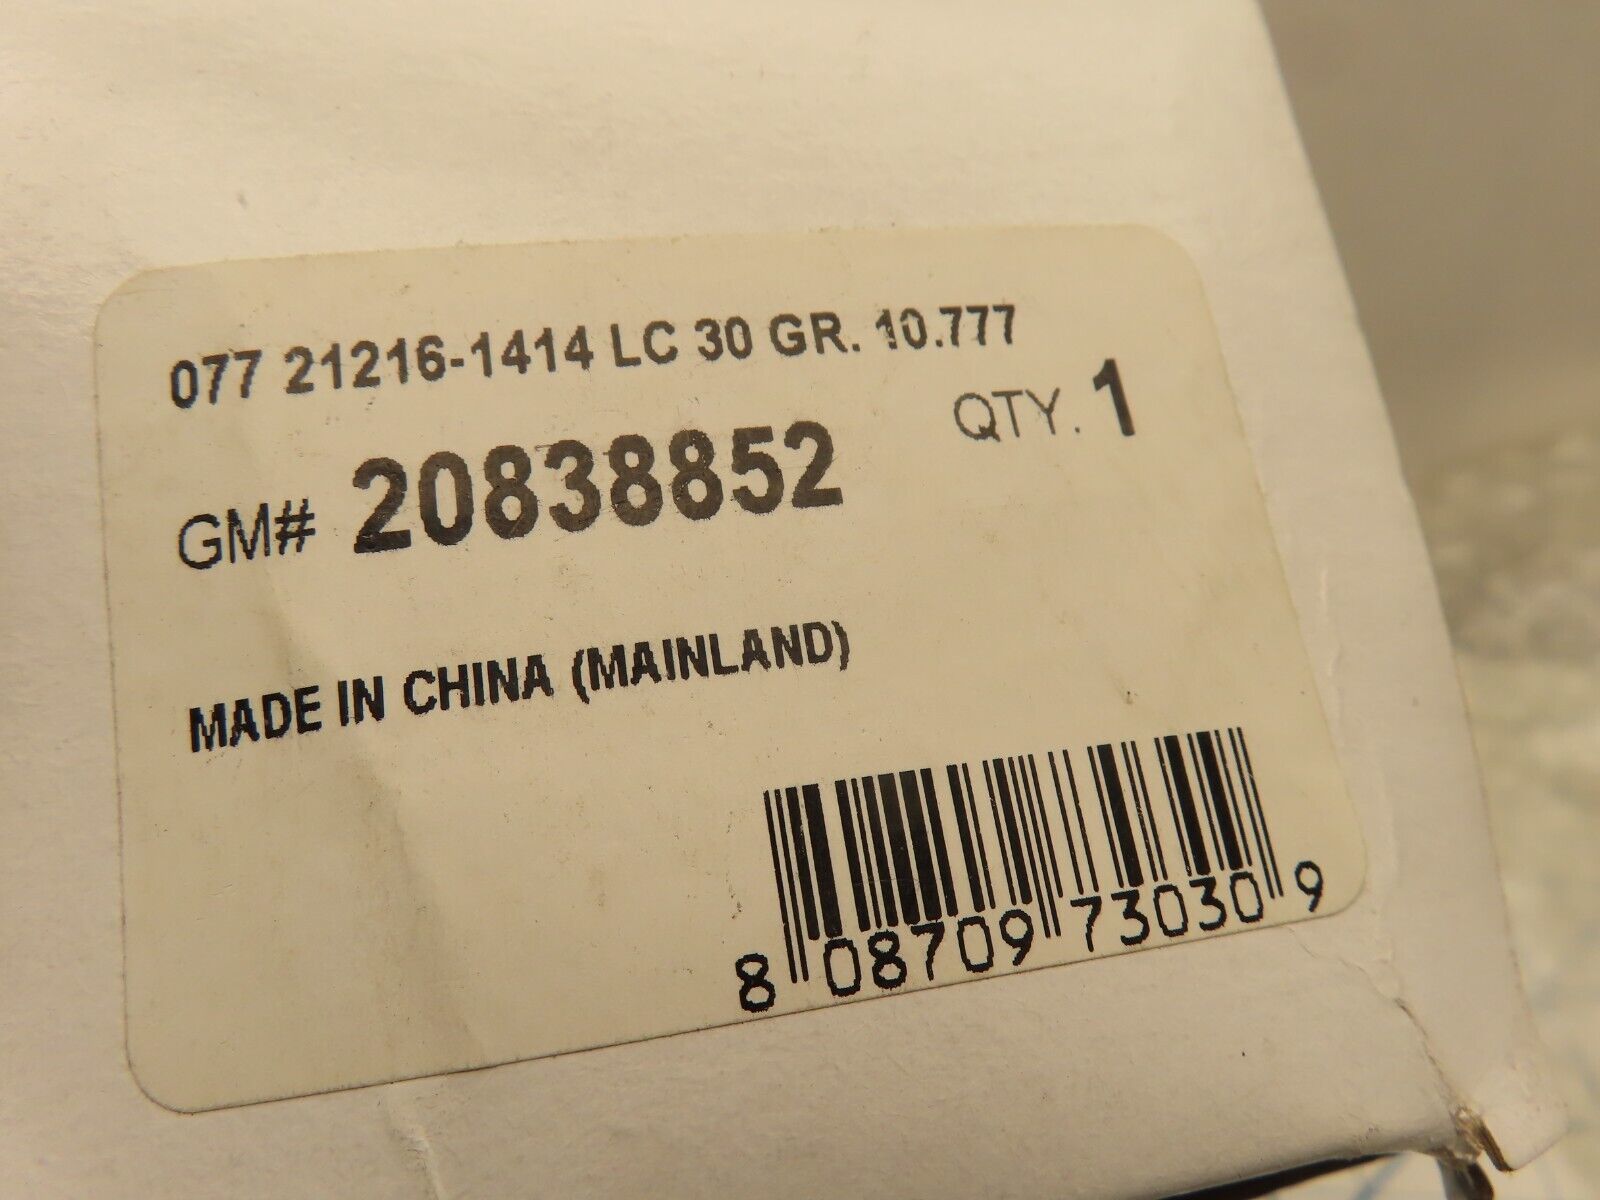 077 21216-1414 LC 30 GR. 10.777
QTY. 1
GM# 20838852
MADE IN CHINA (MAINLAND)
8 08709 73030 9